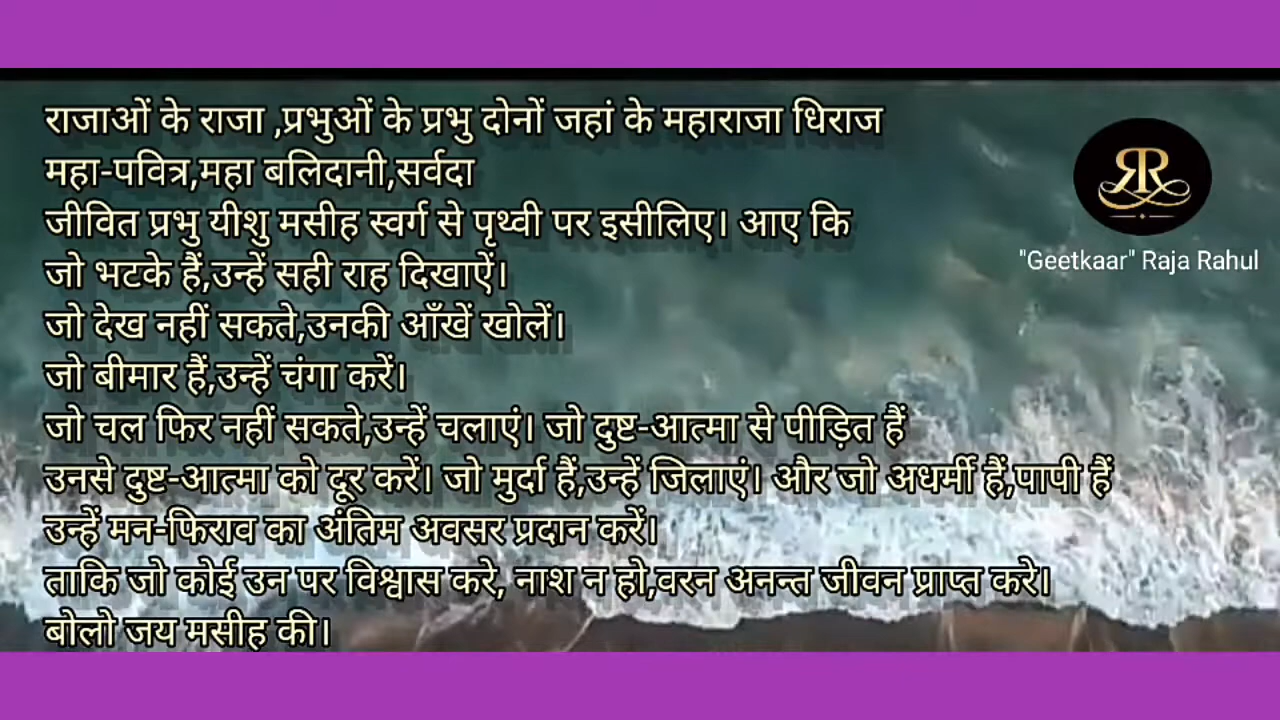 राजाओं के राजा ,प्रभुओं के प्रभु दोनों जहां के महाराजा धिराज
महा-पवित्र,महा बलिदानी,सर्वदा
जीवित प्रभु यीशु मसीह स्वर्ग से पृथ्वी पर इसीलिए। आए कि
जो भटके हैं,उन्हें सही राह दिखाऐं।
जो देख नहीं सकते,उनकी आँखें खोलें।
जो बीमार हैं,उन्हें चंगा करें।
जो चल फिर नहीं सकते,उन्हें चलाएं। जो दुष्ट-आत्मा से पीड़ित हैं
उनसे दुष्ट-आत्मा को दूर करें। जो मुर्दा हैं,उन्हें जिलाएं। और जो अधर्मी हैं,पापी हैं
उन्हें मन-फिराव का अंतिम अवसर प्रदान करें।
ताकि जो कोई उन पर विश्वास करे, नाश न हो,वरन अनन्त जीवन प्राप्त करे।
बोलो जय मसीह की।
RR
"Geetkaar" Raja Rahul